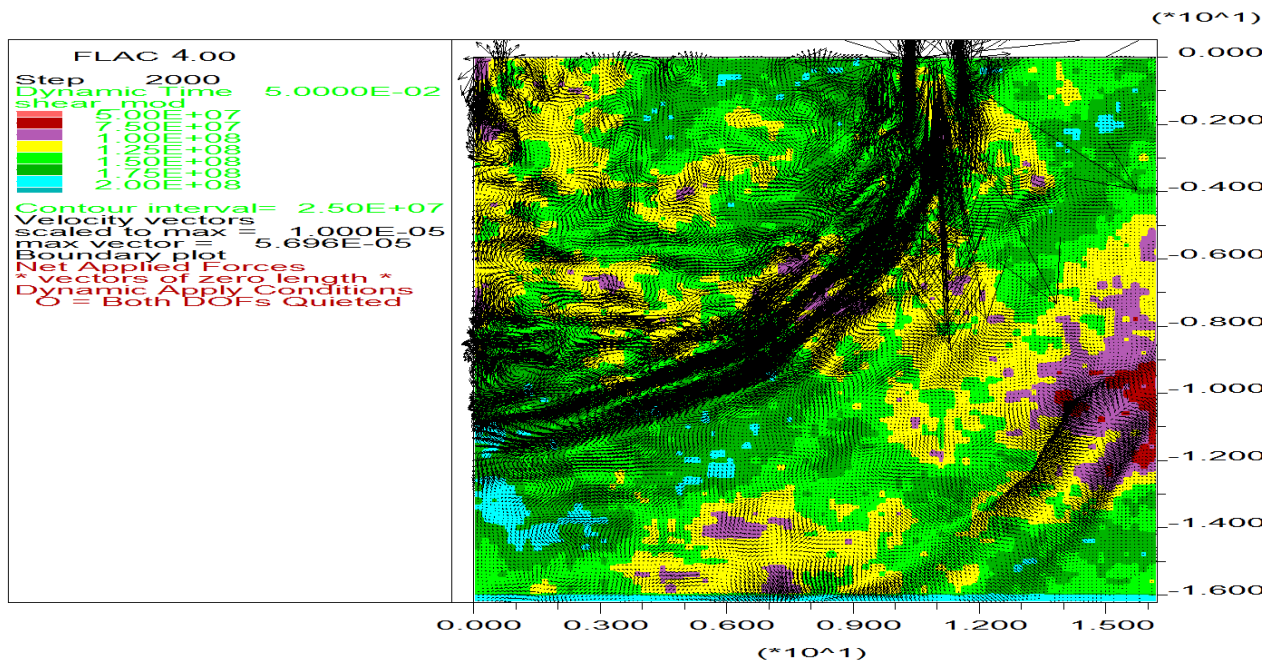 (*10^1)
FLAC 4.00
Step 2000
Dynamic Time 5.0000E-02
shear_mod
5.00E+07
7.50E+07
1.00E+08
1.25E+08
1.50E+08
1.75E+08
2.00E+08
Contour interval= 2.50E+07
Velocity vectors
scaled to max = 1.000E-05
max vector = 5.696E-05
Boundary plot
Net Applied Forces
* vectors of zero length *
Dynamic Apply Conditions
O = Both DOFs Quieted
0.000
-0.200
-0.400
-0.600
-0.800
-1.000
-1.200
-1.400
-1.600
0.000 0.300 0.600 0.900 1.200 1.500
(*10^1)